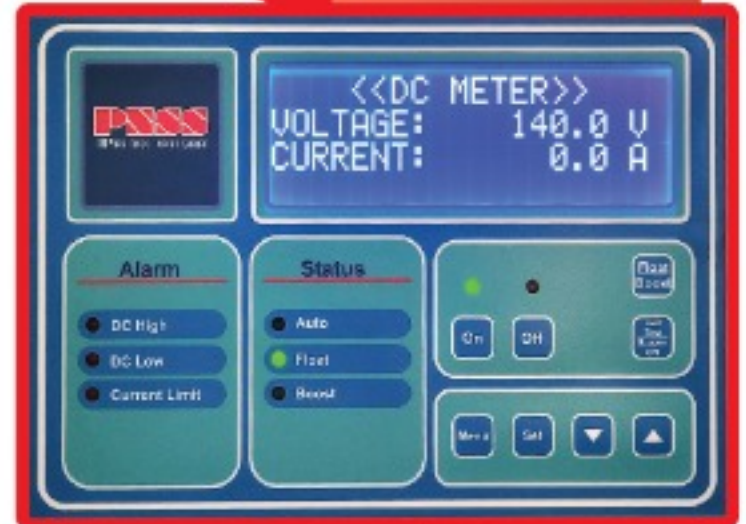 PSSS
<<DC METER>>
VOLTAGE: 140.0 V
CURRENT: 0.0 A
Alarm
DC High
DC Low
Current Limit
Status
Auto
Float
Boost
Float
Boost
On
Off
Menu
Set